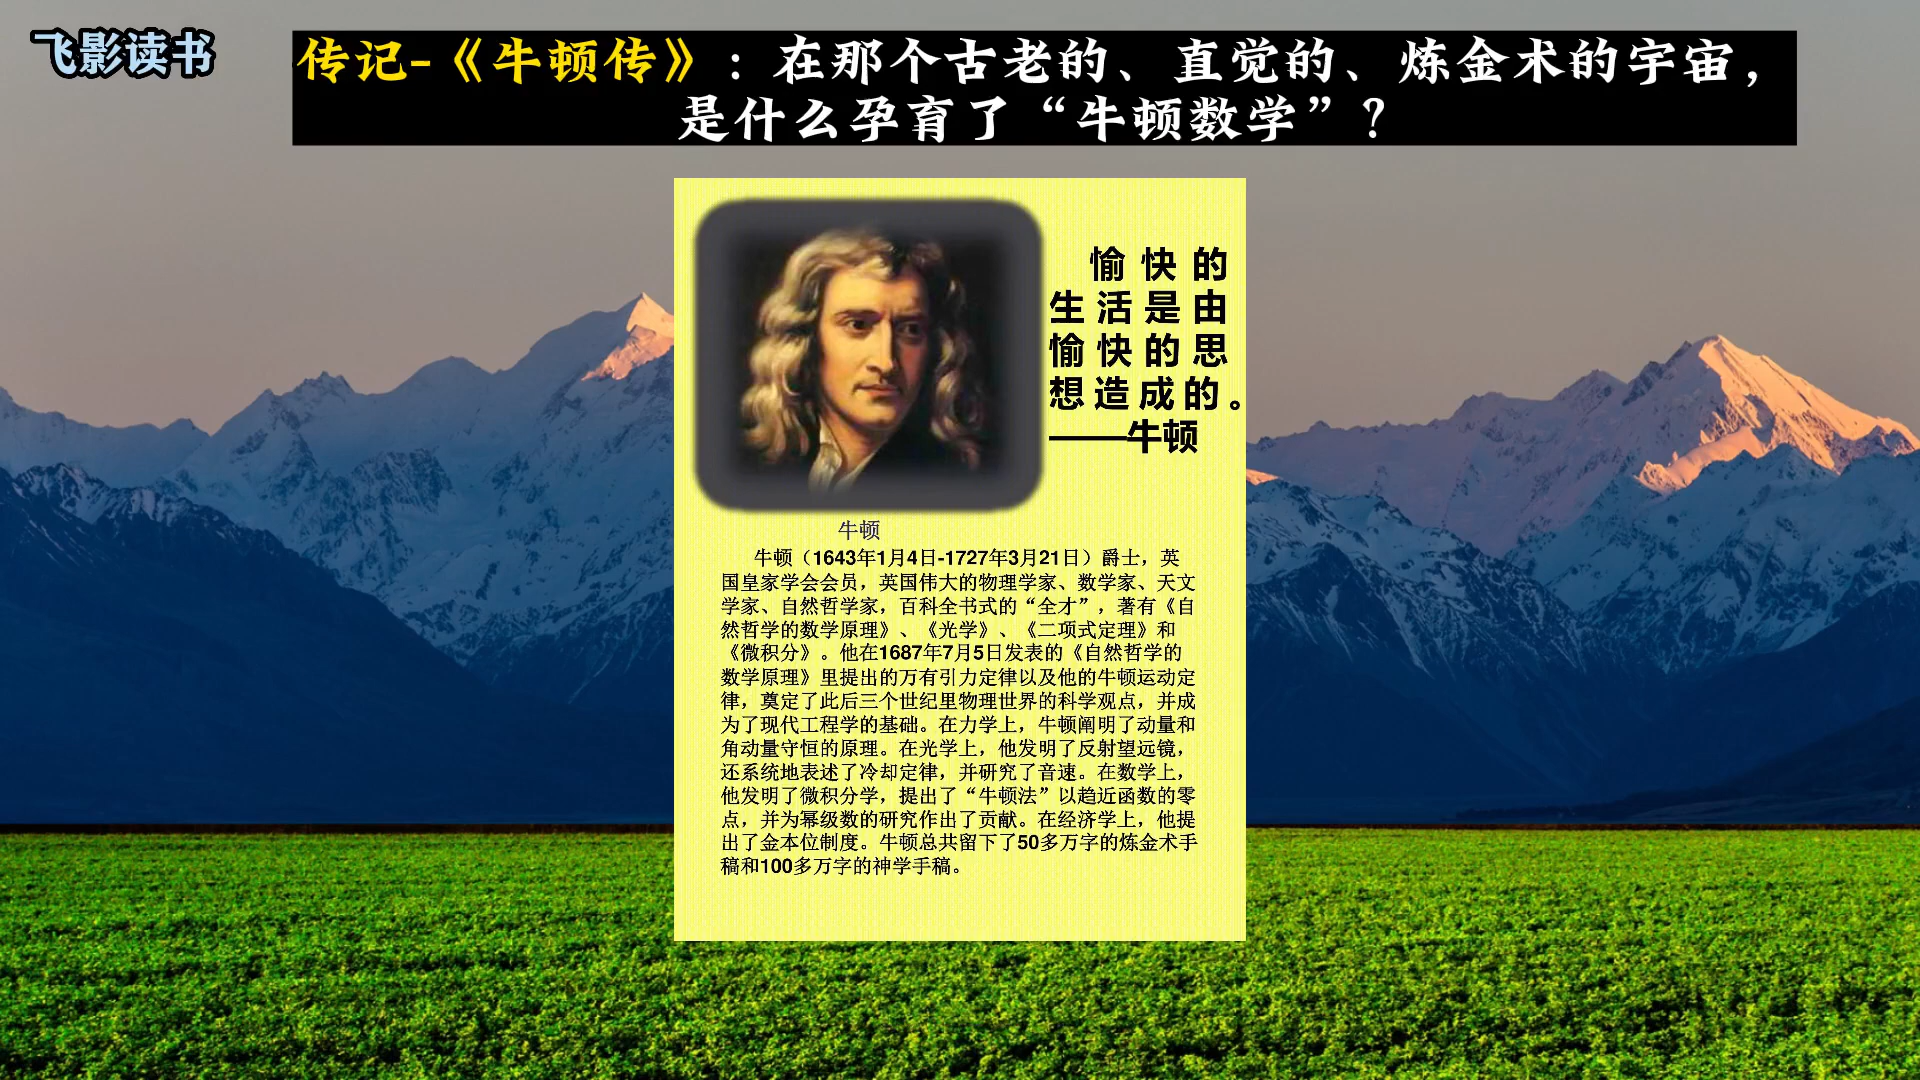 飞影读书
传记-《牛顿传》：在那个古老的、直觉的、炼金术的宇宙，
是什么孕育了“牛顿数学”？
愉快的
生活是由
愉快的思
想造成的。
——牛顿
牛顿
牛顿（1643年1月4日-1727年3月21日）爵士，英
国皇家学会会员，英国伟大的物理学家、数学家、天文
学家、自然哲学家，百科全书式的“全才”，著有《自
然哲学的数学原理》、《光学》、《二项式定理》和
《微积分》。他在1687年7月5日发表的《自然哲学的
数学原理》里提出的万有引力定律以及他的牛顿运动定
律，奠定了此后三个世纪里物理世界的科学观点，并成
为了现代工程学的基础。在力学上，牛顿阐明了动量和
角动量守恒的原理。在光学上，他发明了反射望远镜，
还系统地表述了冷却定律，并研究了音速。在数学上，
他发明了微积分学，提出了“牛顿法”以趋近函数的零
点，并为幂级数的研究作出了贡献。在经济学上，他提
出了金本位制度。牛顿总共留下了50多万字的炼金术手
稿和100多万字的神学手稿。